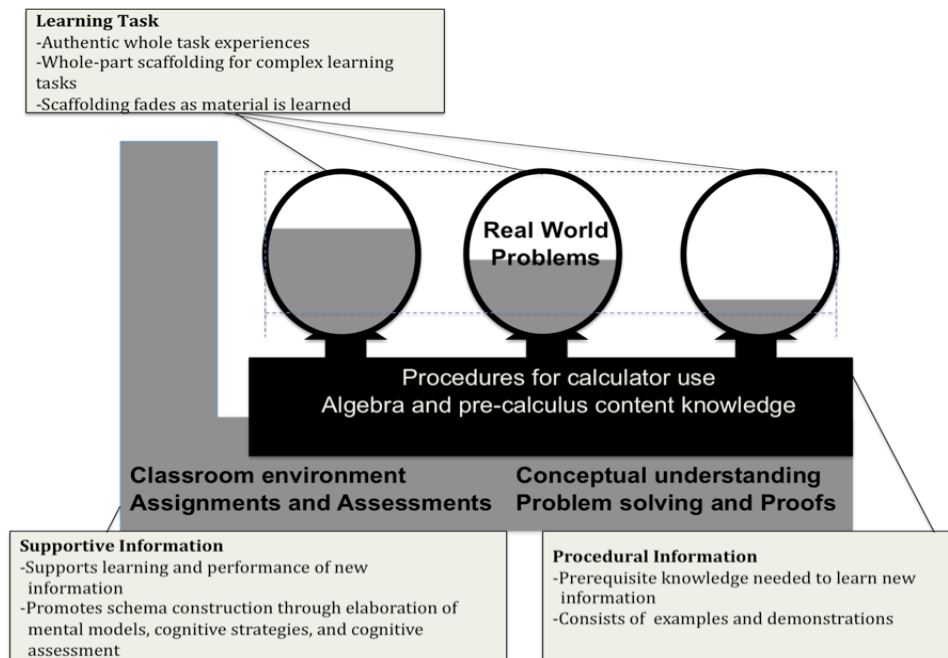 Learning Task
-Authentic whole task experiences
-Whole-part scaffolding for complex learning
tasks
-Scaffolding fades as material is learned
Real World
Problems
Procedures for calculator use
Algebra and pre-calculus content knowledge
Classroom environment
Assignments and Assessments
Conceptual understanding
Problem solving and Proofs
Supportive Information
-Supports learning and performance of new
information
-Promotes schema construction through elaboration of
mental models, cognitive strategies, and cognitive
assessment
Procedural Information
-Prerequisite knowledge needed to learn new
information
-Consists of examples and demonstrations